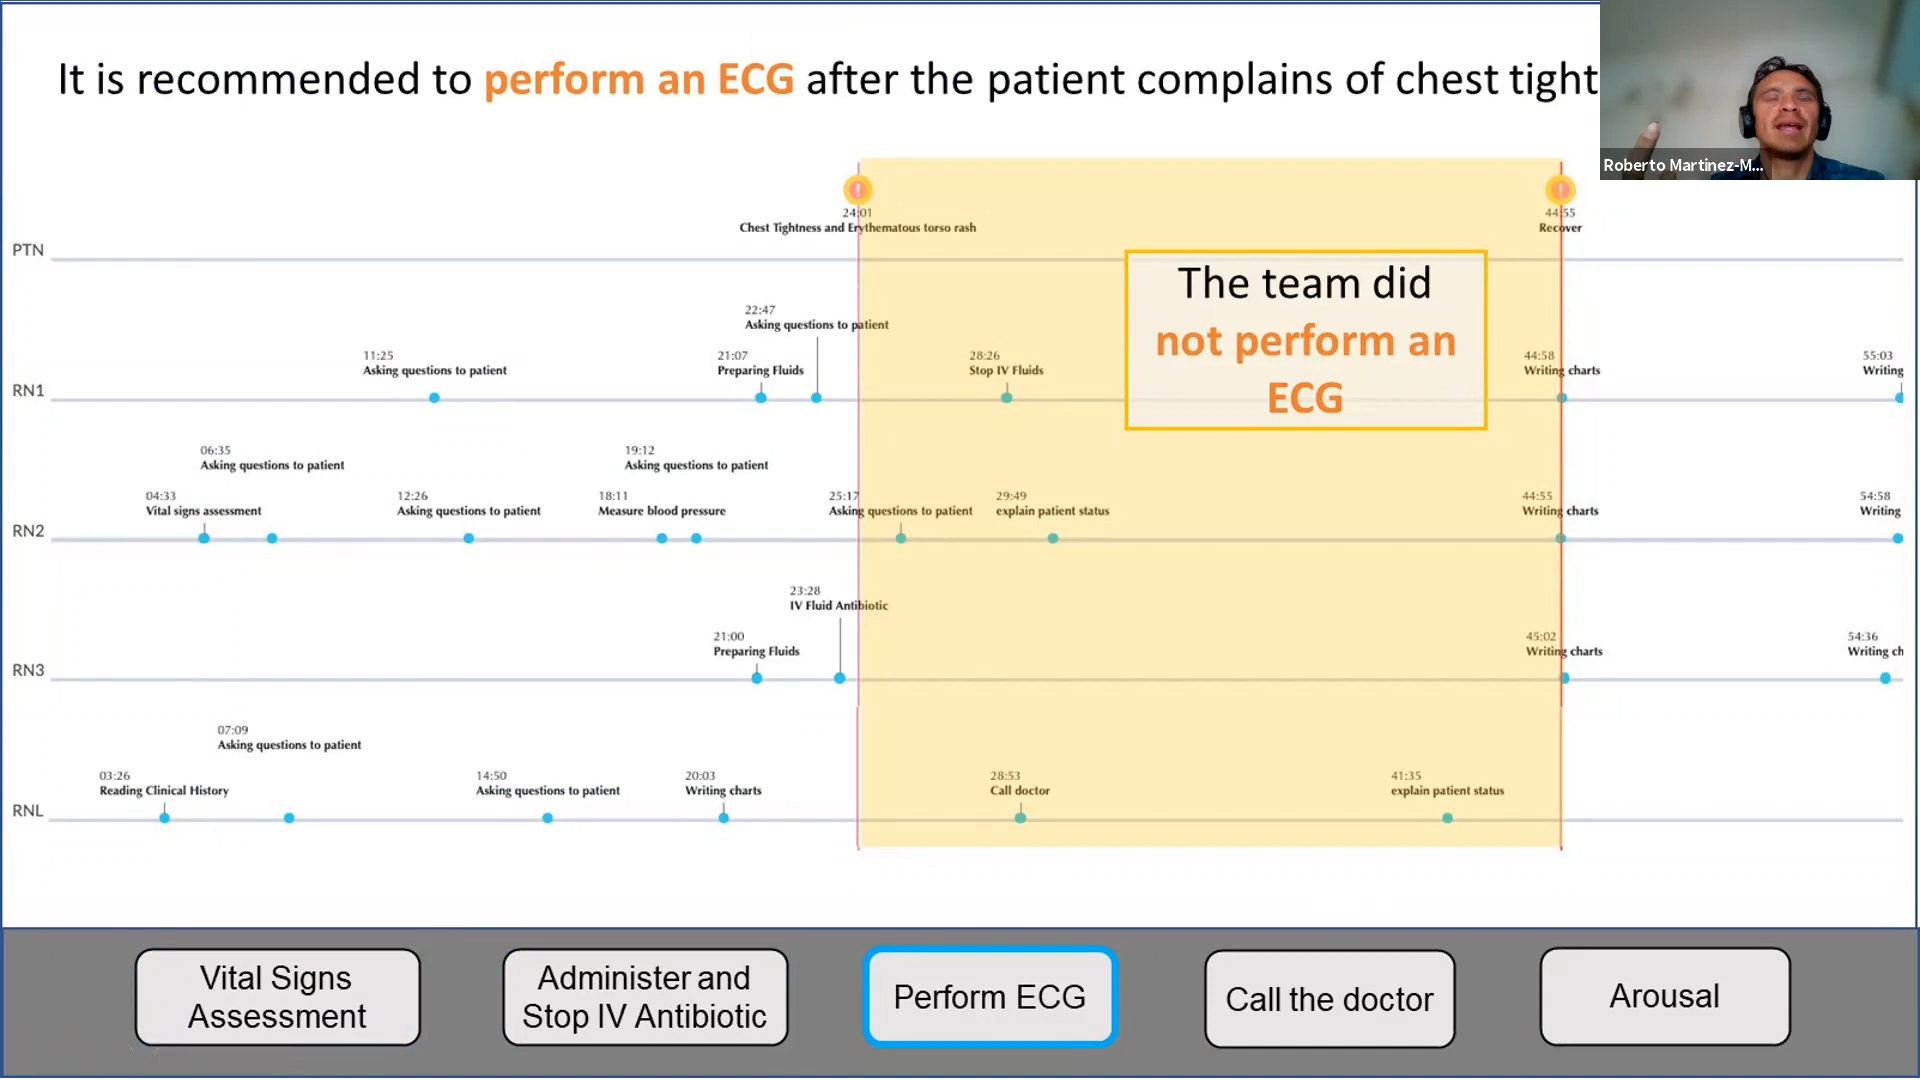 It is recommended to perform an ECG after the patient complains of chest tight
Roberto Martinez-M...
24:01
Chest Tightness and Erythematous torso rash
44:55
Recover
PTN
The team did
not perform an
ECG
22:47
Asking questions to patient
11:25
Asking questions to patient
21:07
Preparing Fluids
28:26
Stop IV Fluids
44:58
Writing charts
55:03
Writing
RN1
06:35
Asking questions to patient
19:12
Asking questions to patient
04:33
Vital signs assessment
12:26
Asking questions to patient
18:11
Measure blood pressure
25:17
Asking questions to patient
29:49
explain patient status
44:55
Writing charts
54:58
Writing
RN2
23:28
IV Fluid Antibiotic
21:00
Preparing Fluids
45:02
Writing charts
54:36
Writing ch
RN3
07:09
Asking questions to patient
03:26
Reading Clinical History
14:50
Asking questions to patient
20:03
Writing charts
28:53
Call doctor
41:35
explain patient status
RNL
Vital Signs
Assessment
Administer and
Stop IV Antibiotic
Perform ECG
Call the doctor
Arousal